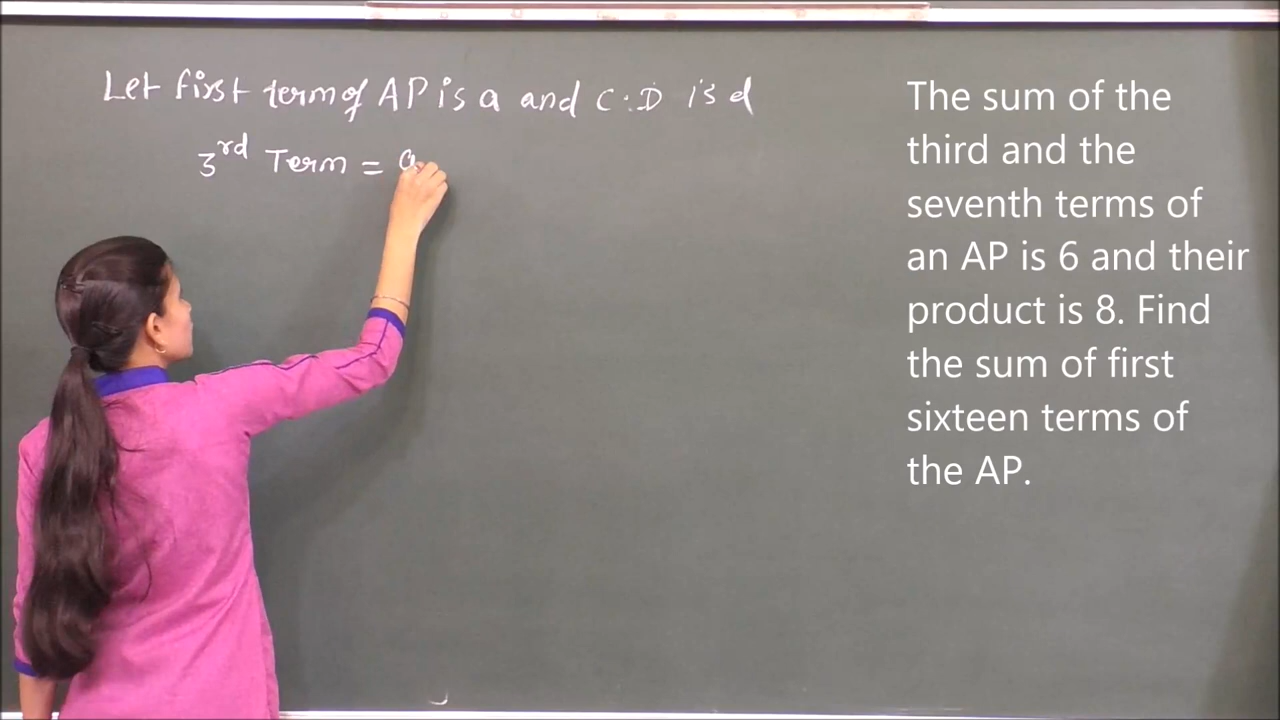 Let first term of AP is a and C.D is d
3rd Term = a
The sum of the
third and the
seventh terms of
an AP is 6 and their
product is 8. Find
the sum of first
sixteen terms of
the AP.